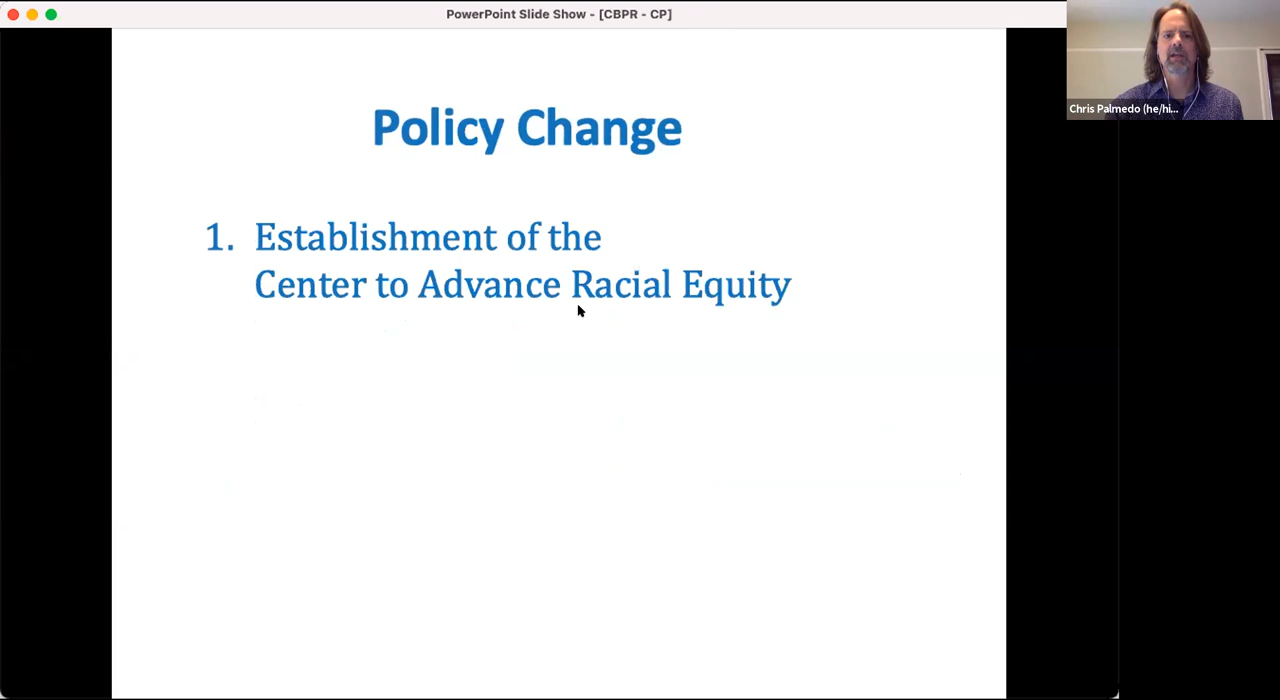 PowerPoint Slide Show - [CBPR - CP]
Chris Palmedo (he/hi...
Policy Change
1. Establishment of the
Center to Advance Racial Equity